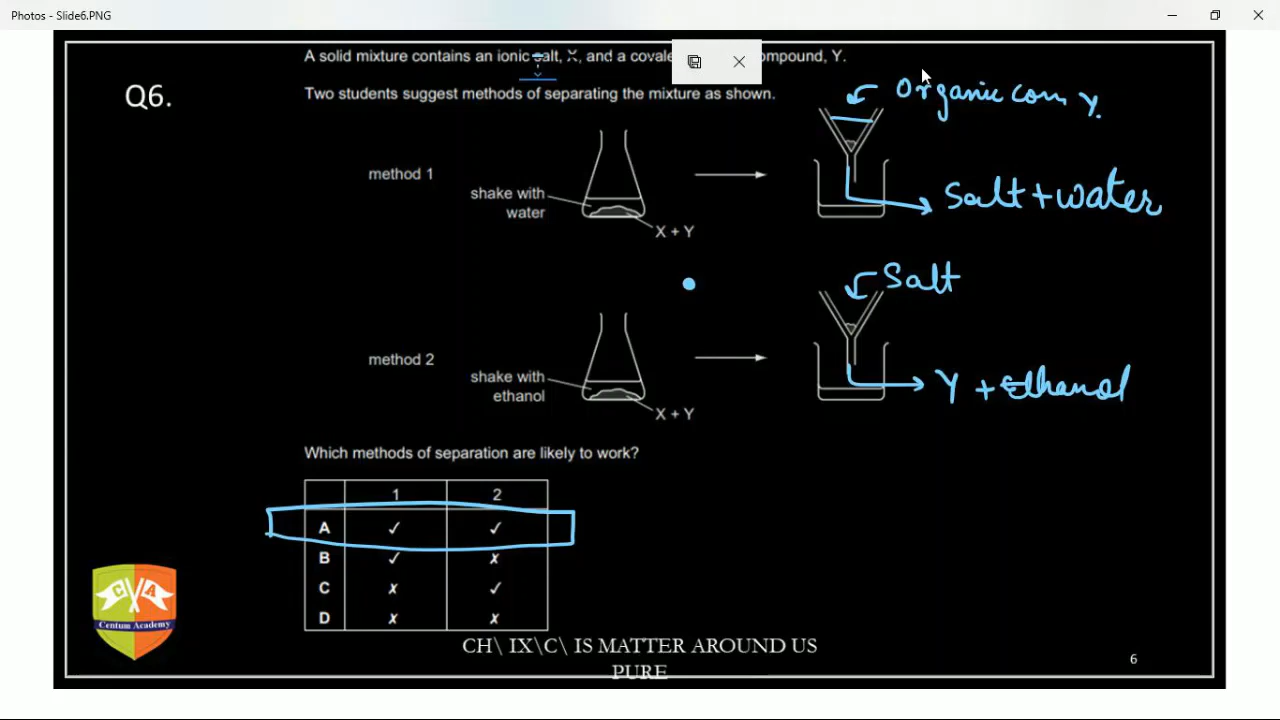 Photos - Slide6.PNG
A solid mixture contains an ionic salt, X, and a covale mpound, Y.
Q6.
Two students suggest methods of separating the mixture as shown.
Organic com Y.
method 1
shake with
water
X + Y
Salt + water
Salt
method 2
shake with
ethanol
X + Y
Y + Ethanol
Which methods of separation are likely to work?
1 2
A ✓ ✓
B ✓ ✗
C ✗ ✓
D ✗ ✗
Centum Academy
CH\ IX\C\ IS MATTER AROUND US
PURE
6